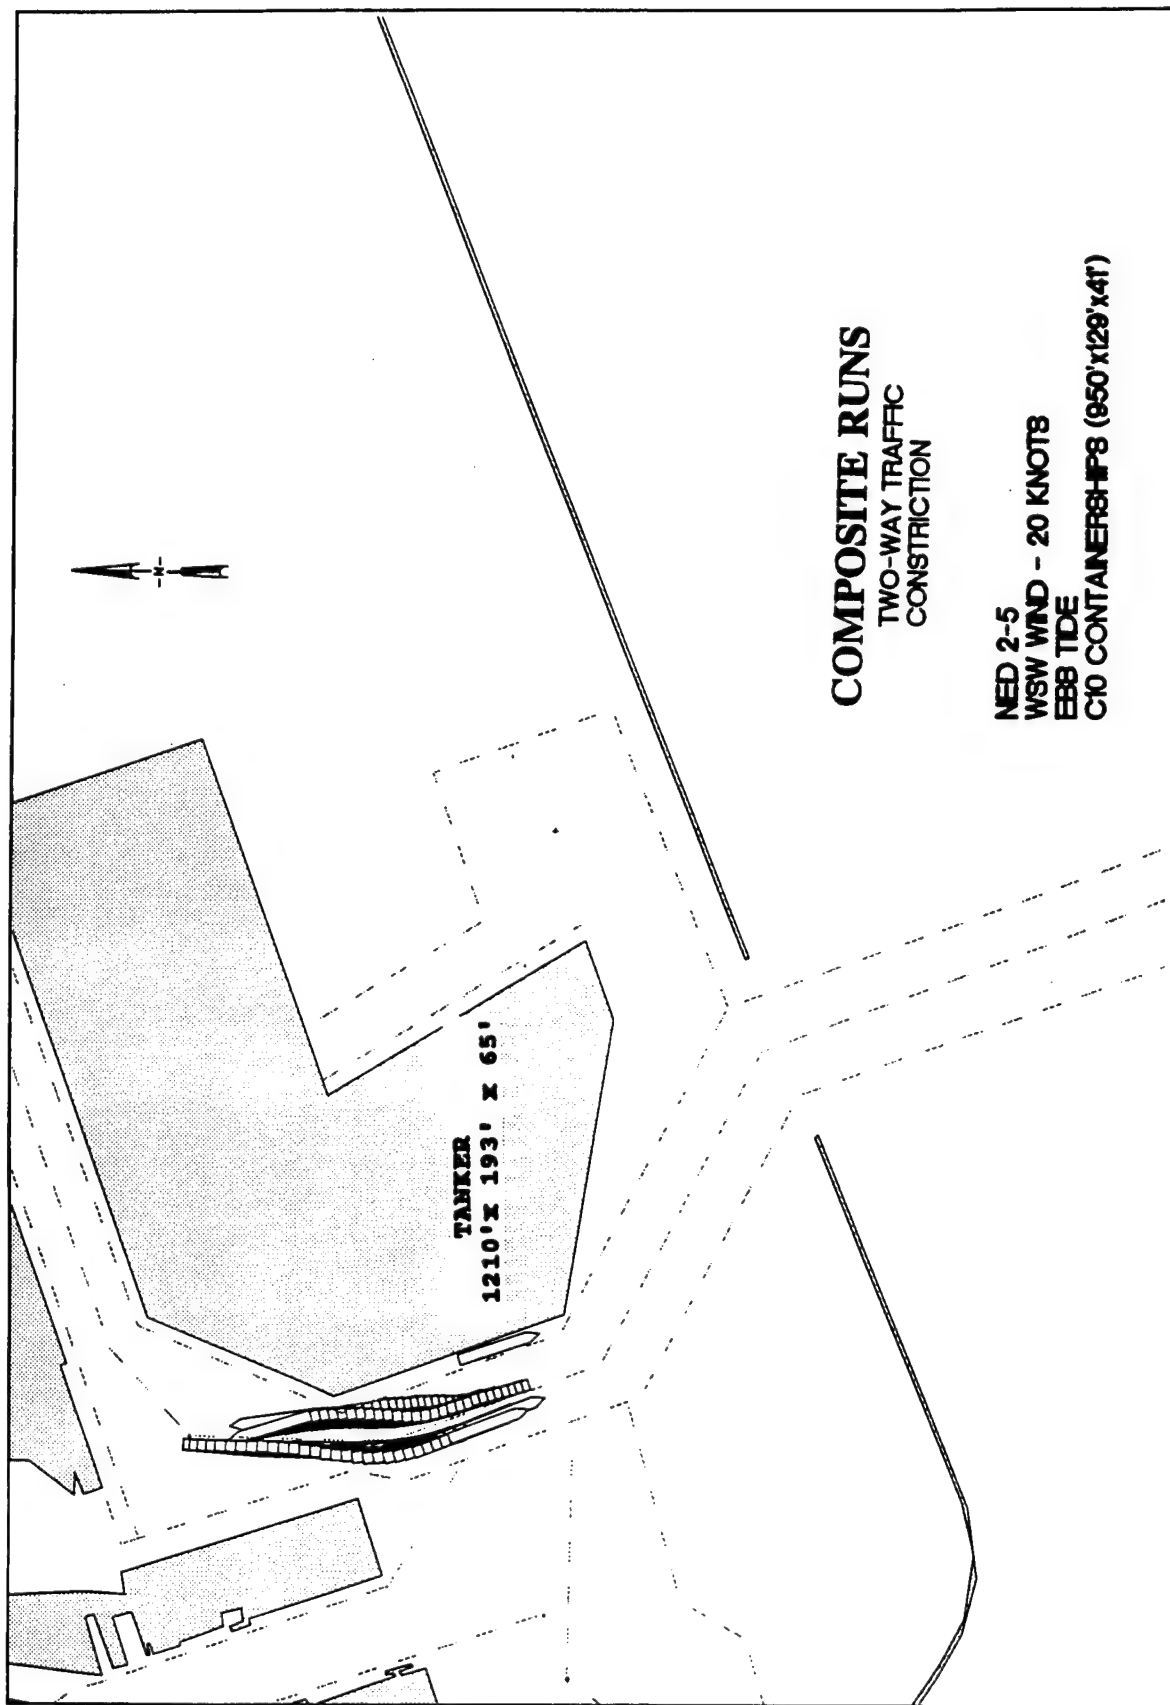 COMPOSITE RUNS
TWO-WAY TRAFFIC
CONSTRICTION
NED 2-5
WSW WIND - 20 KNOTS
EBB TIDE
C10 CONTAINERSHIPS (950'x129'x41')
TANKER
1210'x 193' x 65'
N